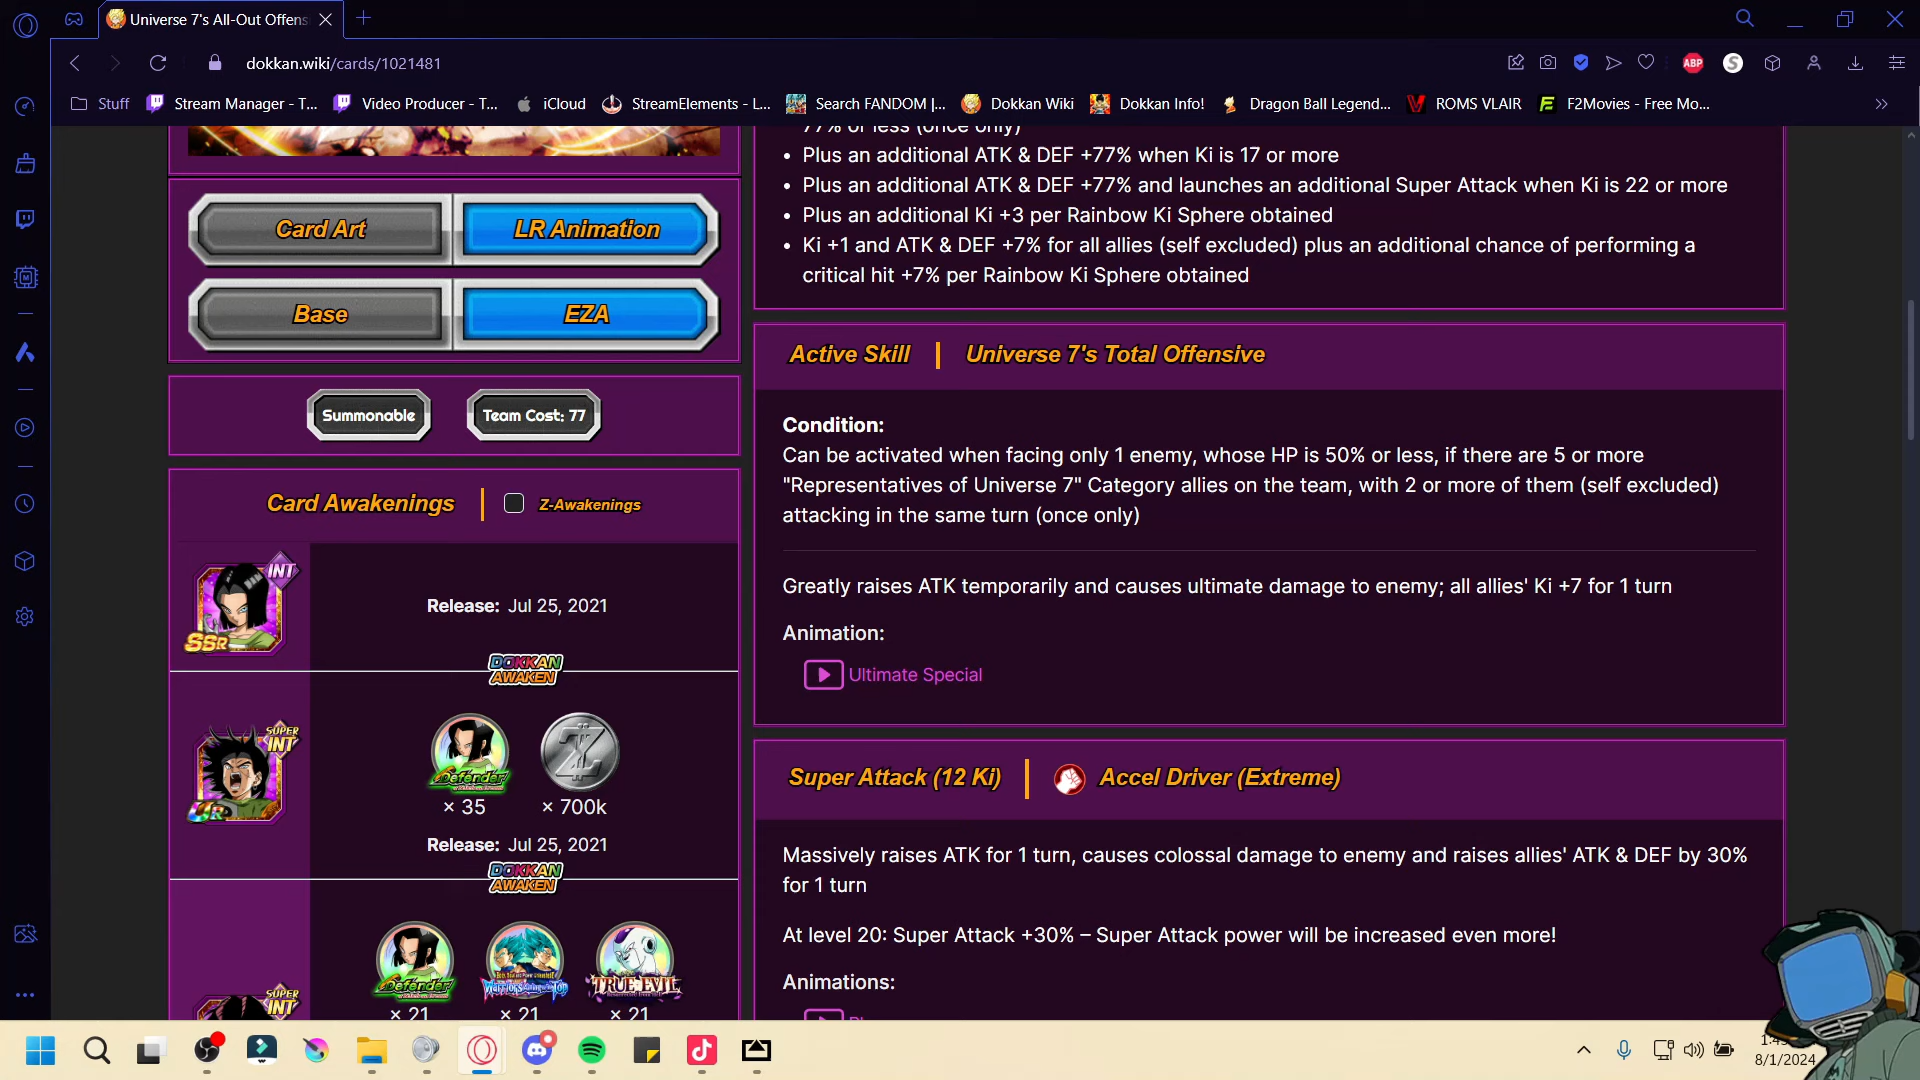 Universe 7's All-Out Offens
dokkan.wiki/cards/1021481
ABP
S
Stuff
Stream Manager - T...
Video Producer - T...
iCloud
StreamElements - L...
Search FANDOM |...
Dokkan Wiki
Dokkan Info!
Dragon Ball Legend...
ROMS VLAIR
F2Movies - Free Mo...
77% or less (once only)
• Plus an additional ATK & DEF +77% when Ki is 17 or more
• Plus an additional ATK & DEF +77% and launches an additional Super Attack when Ki is 22 or more
• Plus an additional Ki +3 per Rainbow Ki Sphere obtained
• Ki +1 and ATK & DEF +7% for all allies (self excluded) plus an additional chance of performing a
critical hit +7% per Rainbow Ki Sphere obtained
Card Art
LR Animation
Base
EZA
Summonable
Team Cost: 77
Card Awakenings
Z-Awakenings
INT
SSR
Release: Jul 25, 2021
DOKKAN
AWAKEN
SUPER
INT
UR
Defender
× 35
× 700k
Release: Jul 25, 2021
DOKKAN
AWAKEN
SUPER
INT
Defender
TRUE EVIL
× 21
× 21
× 21
Active Skill | Universe 7's Total Offensive
Condition:
Can be activated when facing only 1 enemy, whose HP is 50% or less, if there are 5 or more
"Representatives of Universe 7" Category allies on the team, with 2 or more of them (self excluded)
attacking in the same turn (once only)
Greatly raises ATK temporarily and causes ultimate damage to enemy; all allies' Ki +7 for 1 turn
Animation:
Ultimate Special
Super Attack (12 Ki) | Accel Driver (Extreme)
Massively raises ATK for 1 turn, causes colossal damage to enemy and raises allies' ATK & DEF by 30%
for 1 turn
At level 20: Super Attack +30% – Super Attack power will be increased even more!
Animations:
8/1/2024